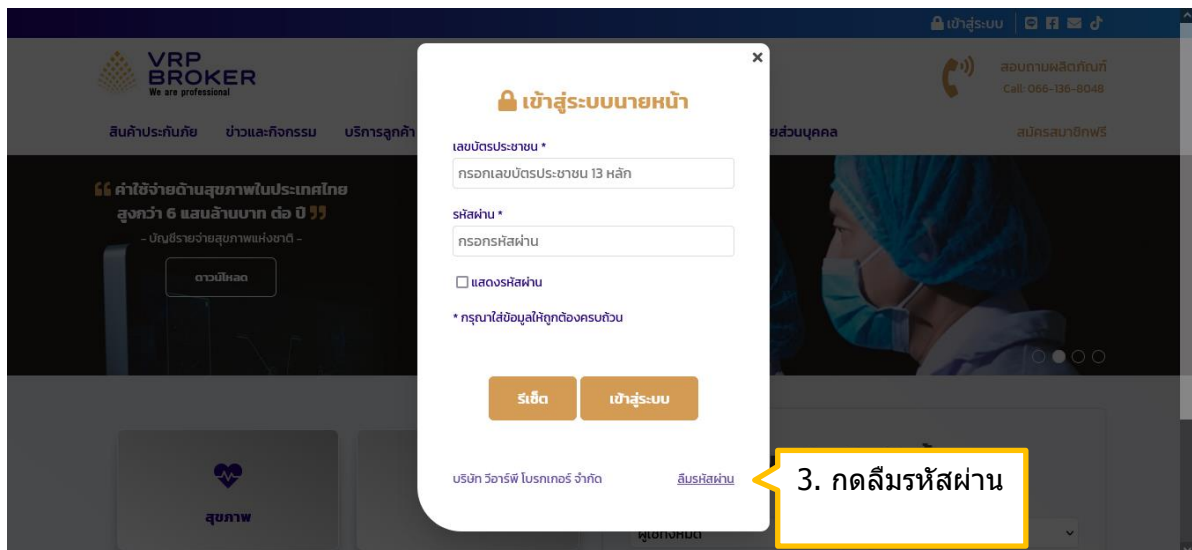 เข้าสู่ระบบ
VRP
BROKER
We are professional
สอบถามผลิตภัณฑ์
Call: 066-136-8048
สินค้าประกันภัย ข่าวและกิจกรรม บริการลูกค้า
ยส่วนบุคคล
สมัครสมาชิกฟรี
ค่าใช้จ่ายด้านสุขภาพในประเทศไทย
สูงกว่า 6 แสนล้านบาท ต่อ ปี
- บัญชีรายจ่ายสุขภาพแห่งชาติ -
ดาวน์โหลด
×
เข้าสู่ระบบนายหน้า
เลขบัตรประชาชน *
กรอกเลขบัตรประชาชน 13 หลัก
รหัสผ่าน *
กรอกรหัสผ่าน
แสดงรหัสผ่าน
* กรุณาใส่ข้อมูลให้ถูกต้องครบถ้วน
รีเซ็ต เข้าสู่ระบบ
บริษัท วีอาร์พี โบรกเกอร์ จำกัด ลืมรหัสผ่าน
3. กดลืมรหัสผ่าน
สุขภาพ